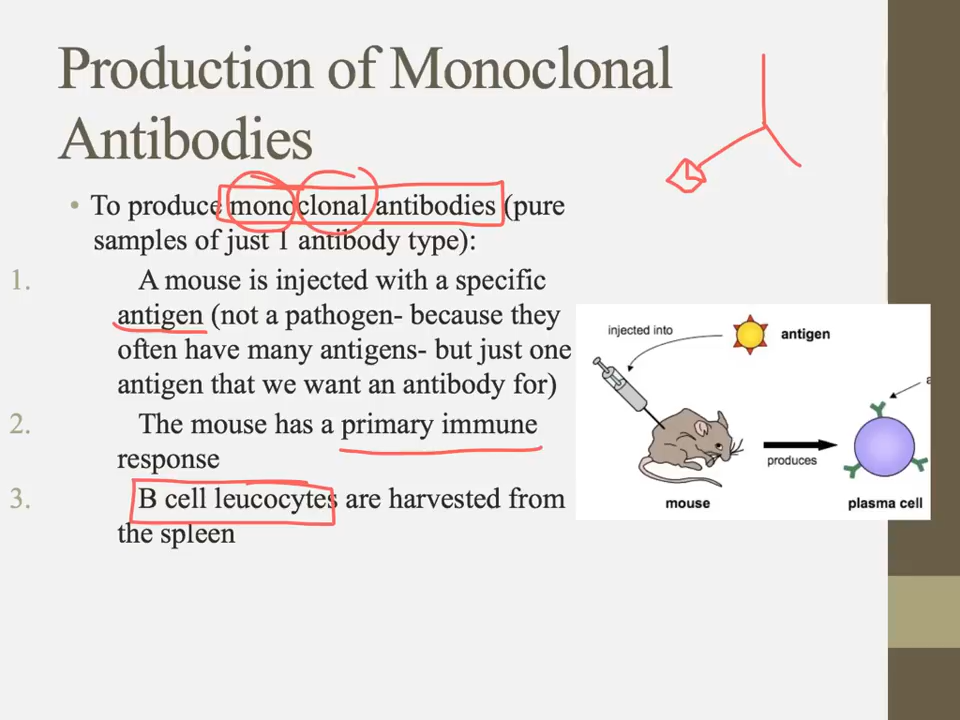 Production of Monoclonal
Antibodies
• To produce monoclonal antibodies (pure
samples of just 1 antibody type):
1. A mouse is injected with a specific
antigen (not a pathogen- because they
often have many antigens- but just one
antigen that we want an antibody for)
2. The mouse has a primary immune
response
3. B cell leucocytes are harvested from
the spleen
injected into
antigen
produces
mouse
plasma cell